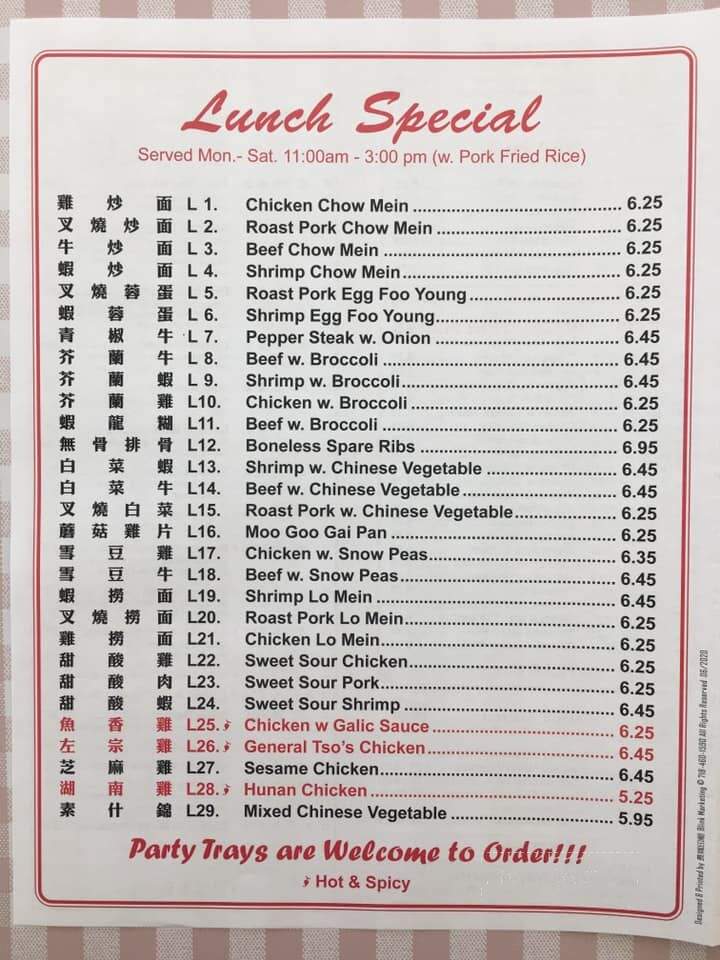 Lunch Special
Served Mon.- Sat. 11:00am - 3:00 pm (w. Pork Fried Rice)
雞炒面 L 1. Chicken Chow Mein 6.25
叉燒炒面 L 2. Roast Pork Chow Mein 6.25
牛炒面 L 3. Beef Chow Mein 6.25
蝦炒面 L 4. Shrimp Chow Mein 6.25
叉燒蓉蛋 L 5. Roast Pork Egg Foo Young 6.25
蝦蓉蛋 L 6. Shrimp Egg Foo Young 6.25
青椒牛 L 7. Pepper Steak w. Onion 6.45
芥蘭牛 L 8. Beef w. Broccoli 6.45
芥蘭蝦 L 9. Shrimp w. Broccoli 6.45
芥蘭雞 L10. Chicken w. Broccoli 6.25
蝦龍糊 L11. Beef w. Broccoli 6.25
無骨排骨 L12. Boneless Spare Ribs 6.95
白菜蝦 L13. Shrimp w. Chinese Vegetable 6.45
白菜牛 L14. Beef w. Chinese Vegetable 6.45
叉燒白菜 L15. Roast Pork w. Chinese Vegetable 6.25
蘑菇雞片 L16. Moo Goo Gai Pan 6.25
雪豆雞 L17. Chicken w. Snow Peas 6.35
雪豆牛 L18. Beef w. Snow Peas 6.45
蝦撈面 L19. Shrimp Lo Mein 6.45
叉燒撈面 L20. Roast Pork Lo Mein 6.25
雞撈面 L21. Chicken Lo Mein 6.25
甜酸雞 L22. Sweet Sour Chicken 6.25
甜酸肉 L23. Sweet Sour Pork 6.25
甜酸蝦 L24. Sweet Sour Shrimp 6.45
魚香雞 L25. Chicken w Galic Sauce 6.25
左宗雞 L26. General Tso's Chicken 6.45
芝麻雞 L27. Sesame Chicken 6.45
湖南雞 L28. Hunan Chicken 5.25
素什錦 L29. Mixed Chinese Vegetable 5.95
Party Trays are Welcome to Order!!!
Hot & Spicy
Designed & Printed by Blink Marketing © 718-460-1590 All Rights Reserved 06/2020